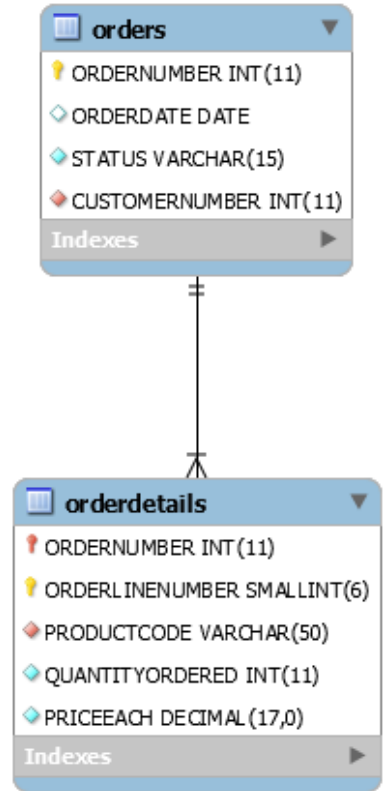 orders
ORDERNUMBER INT(11)
ORDERDATE DATE
STATUS VARCHAR(15)
CUSTOMERNUMBER INT(11)
Indexes
orderdetails
ORDERNUMBER INT(11)
ORDERLINENUMBER SMALLINT(6)
PRODUCTCODE VARCHAR(50)
QUANTITYORDERED INT(11)
PRICEEACH DECIMAL(17,0)
Indexes